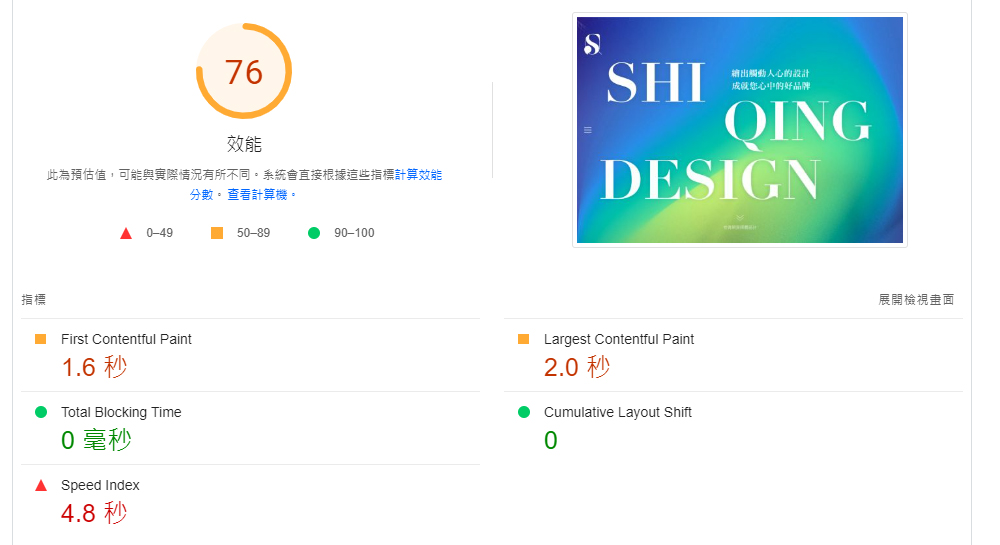 76
效能
此為預估值，可能與實際情況有所不同。系統會直接根據這些指標計算效能
分數。查看計算機。
0–49
50–89
90–100
SHI
繪出觸動人心的設計
成就您心中的好品牌
QING
DESIGN
指標
展開檢視畫面
First Contentful Paint
1.6 秒
Largest Contentful Paint
2.0 秒
Total Blocking Time
0 毫秒
Cumulative Layout Shift
0
Speed Index
4.8 秒